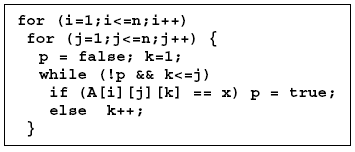 for (i=1;i<=n;i++)
for (j=1;j<=n;j++) {
p = false; k=1;
while (!p && k<=j)
if (A[i][j][k] == x) p = true;
else k++;
}